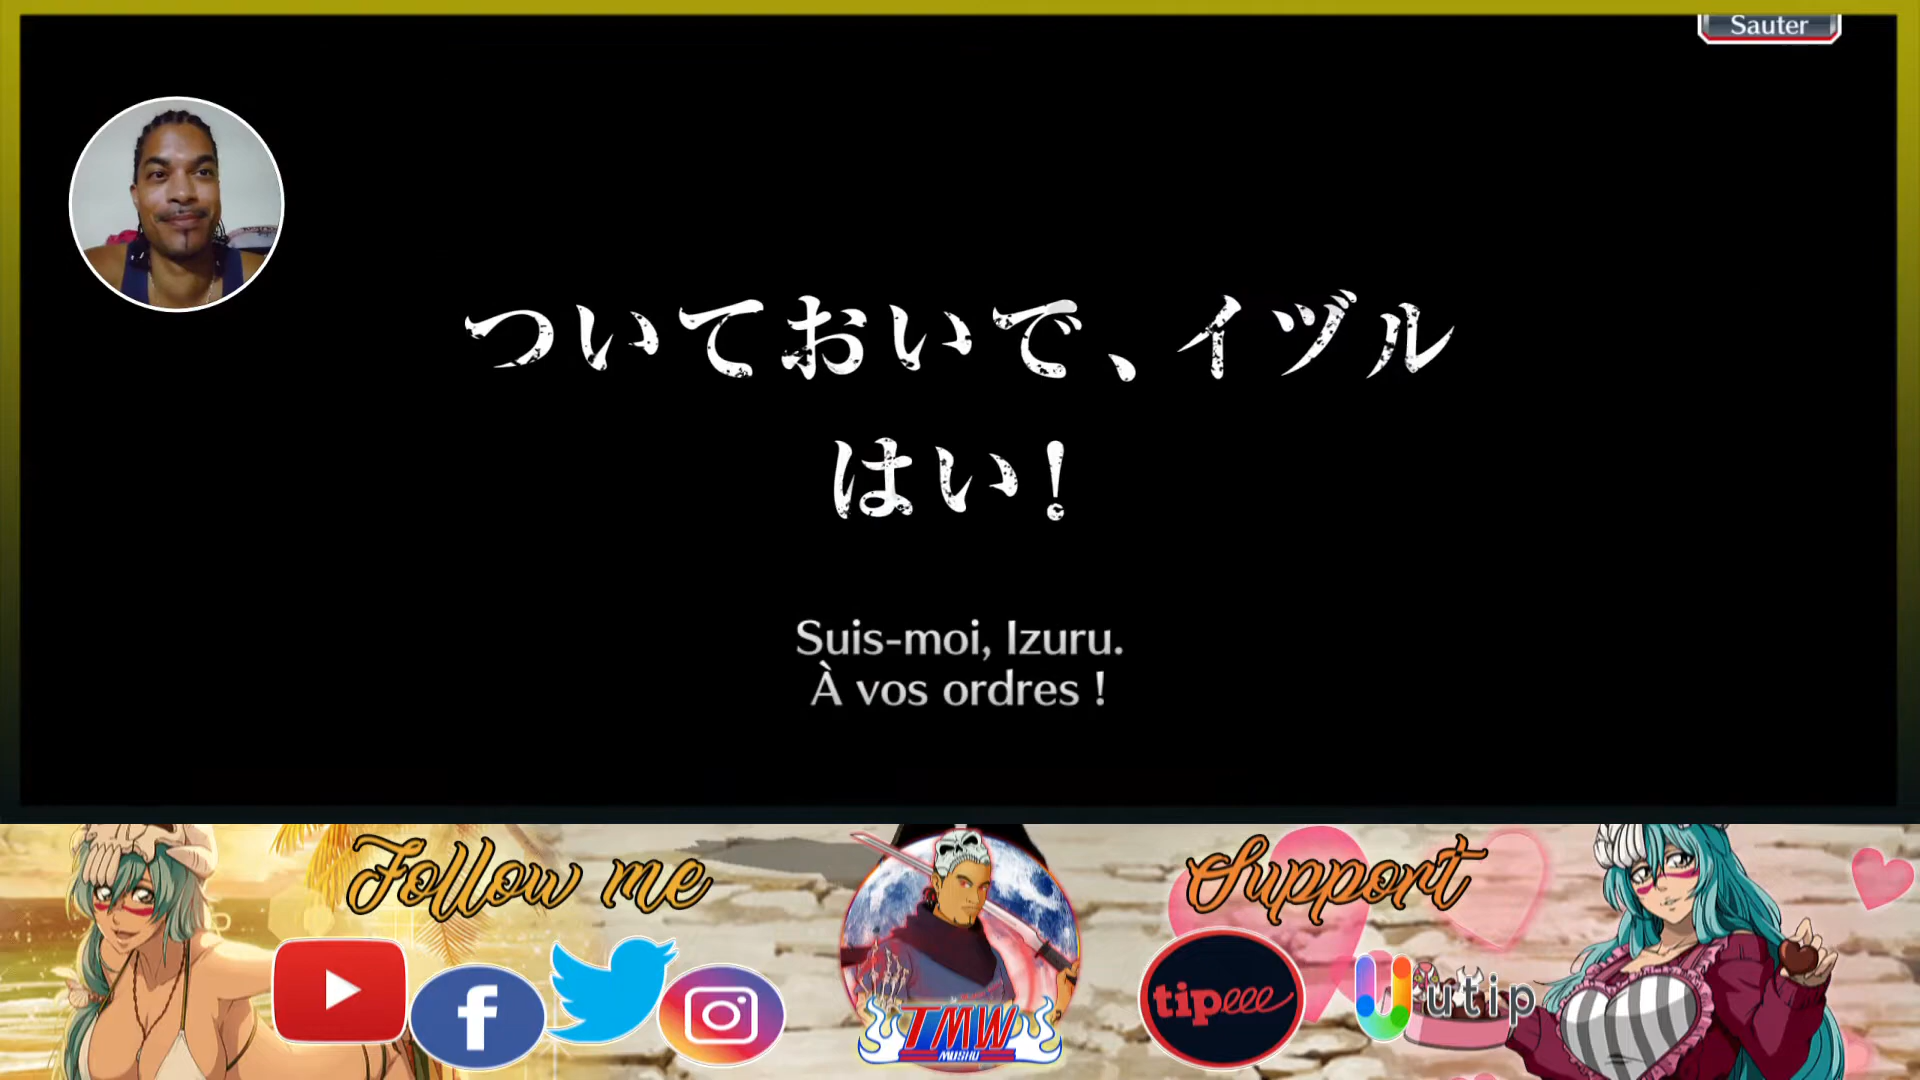 Sauter
ついておいで、イヅル
はい!
Suis-moi, Izuru.
À vos ordres !
Follow me
Support
tipeee
utip
TMW
MUSHU